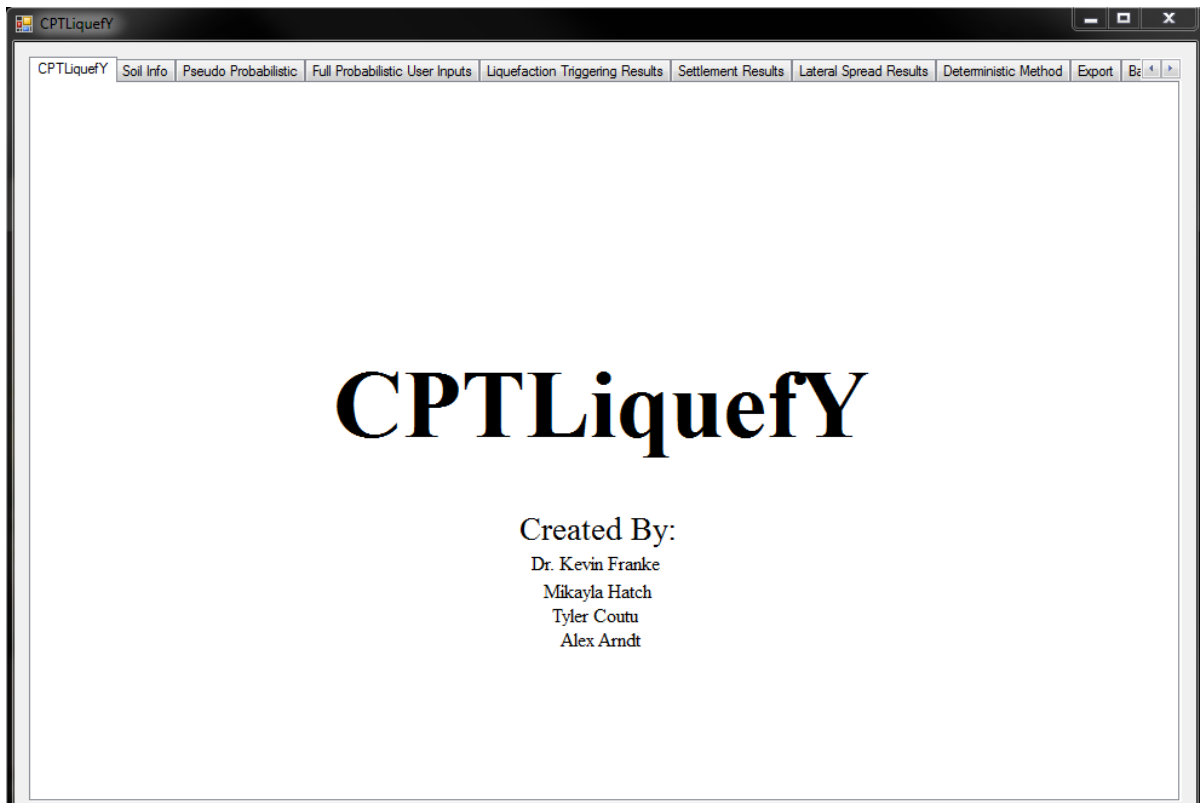 CPTLiquefY
CPTLiquefY Soil Info Pseudo Probabilistic Full Probabilistic User Inputs Liquefaction Triggering Results Settlement Results Lateral Spread Results Deterministic Method Export
CPTLiquefY
Created By:
Dr. Kevin Franke
Mikayla Hatch
Tyler Coutu
Alex Arndt